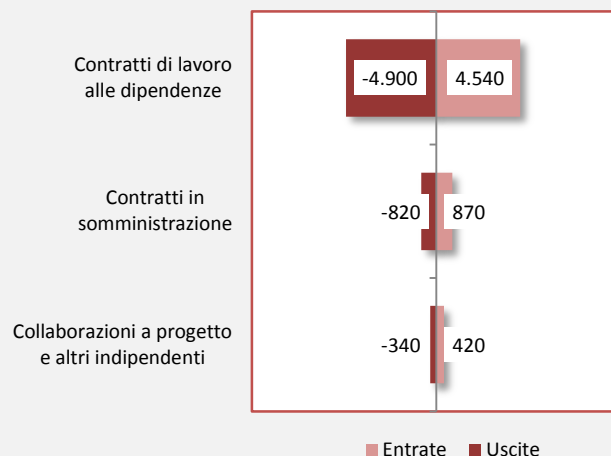 Contratti di lavoro
alle dipendenze
-4.900
4.540
Contratti in
somministrazione
-820
870
Collaborazioni a progetto
e altri indipendenti
-340
420
Entrate
Uscite